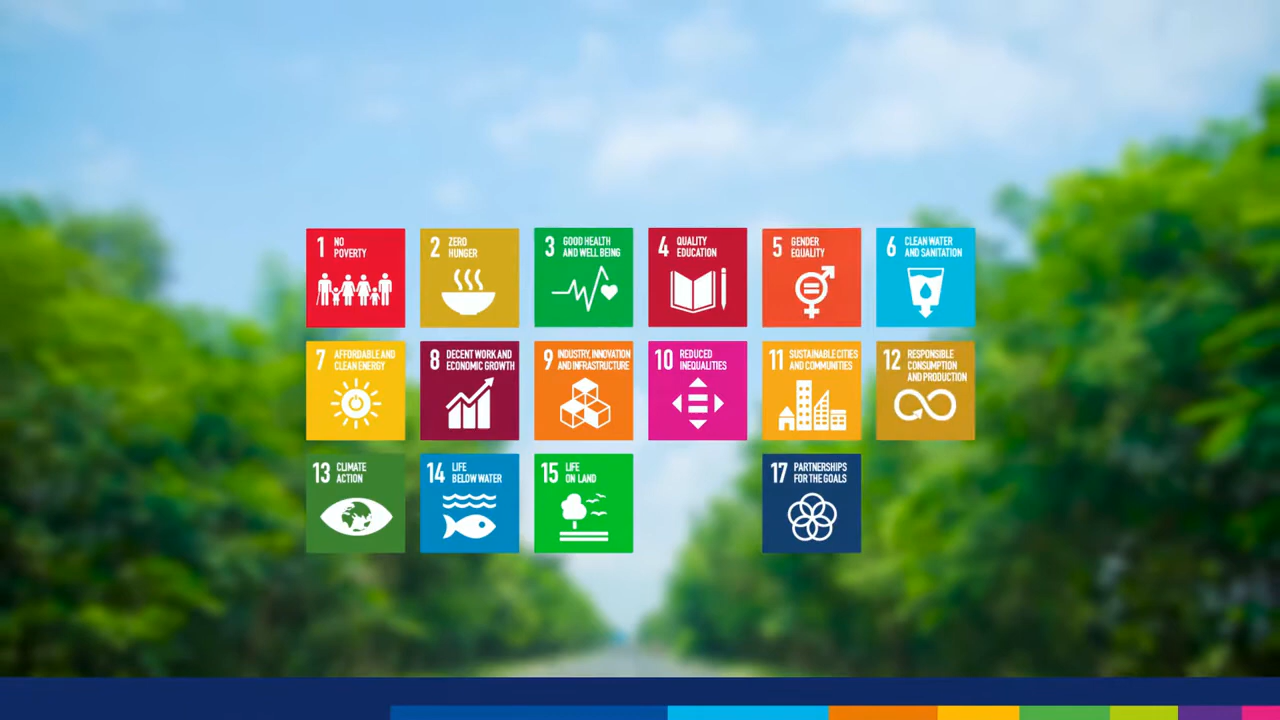 1 NO
POVERTY
2 ZERO
HUNGER
3 GOOD HEALTH
AND WELL BEING
4 QUALITY
EDUCATION
5 GENDER
EQUALITY
6 CLEAN WATER
AND SANITATION
7 AFFORDABLE AND
CLEAN ENERGY
8 DECENT WORK AND
ECONOMIC GROWTH
9 INDUSTRY, INNOVATION
AND INFRASTRUCTURE
10 REDUCED
INEQUALITIES
11 SUSTAINABLE CITIES
AND COMMUNITIES
12 RESPONSIBLE
CONSUMPTION
AND PRODUCTION
13 CLIMATE
ACTION
14 LIFE
BELOW WATER
15 LIFE
ON LAND
17 PARTNERSHIPS
FOR THE GOALS